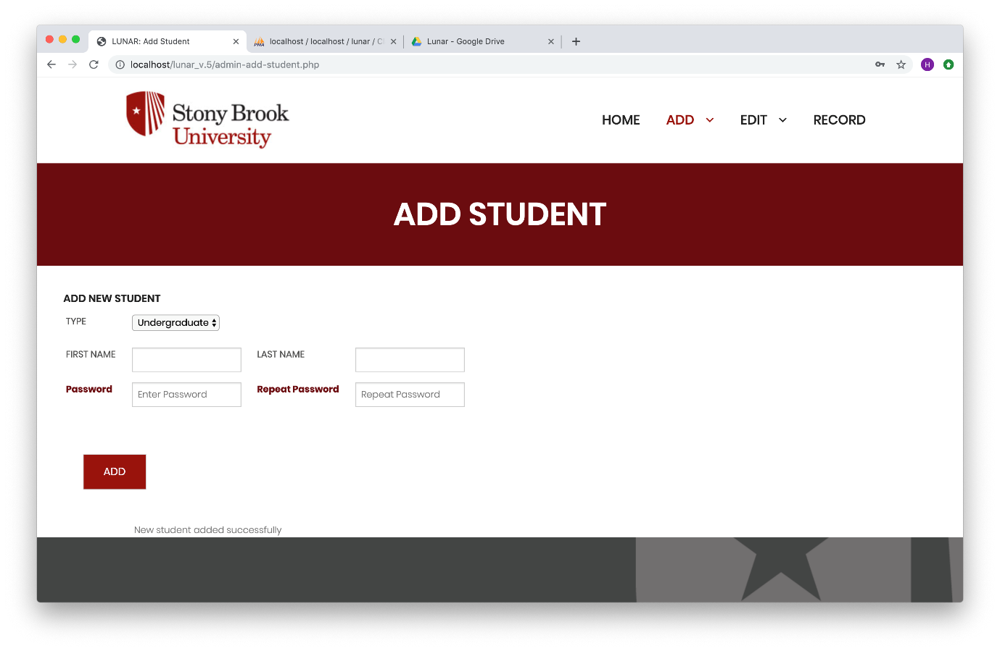 LUNAR: Add Student
localhost / localhost / lunar / C
Lunar - Google Drive
localhost/lunar_v.5/admin-add-student.php
H
Stony Brook
University
HOME ADD EDIT RECORD
ADD STUDENT
ADD NEW STUDENT
TYPE Undergraduate
FIRST NAME LAST NAME
Password Enter Password Repeat Password Repeat Password
ADD
New student added successfully